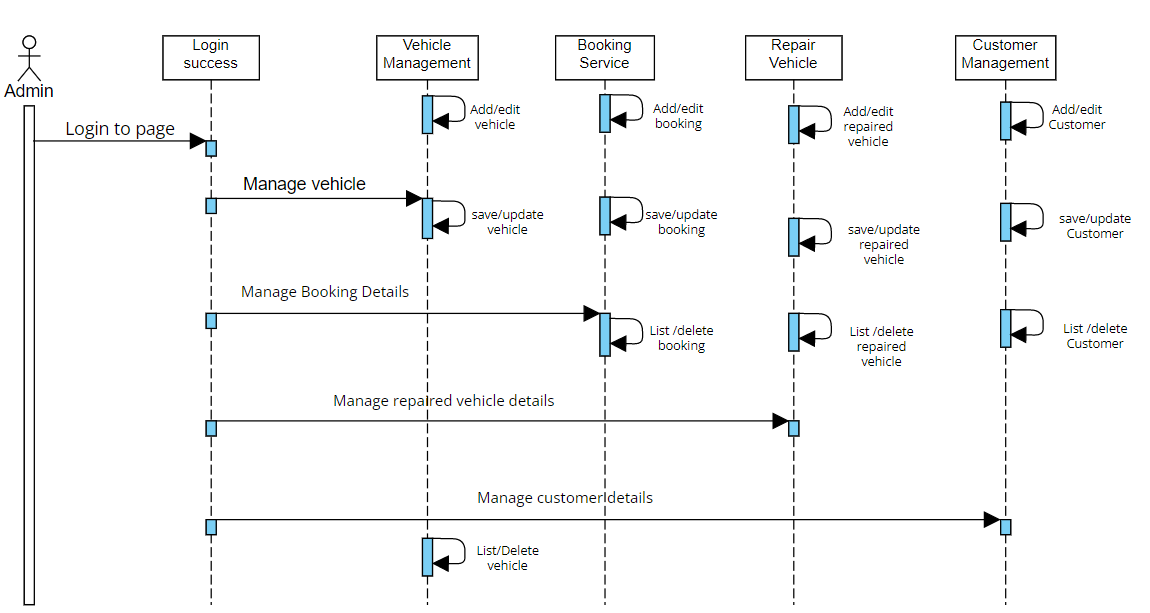 Login
success
Vehicle
Management
Booking
Service
Repair
Vehicle
Customer
Management
Admin
Add/edit
vehicle
Add/edit
booking
Add/edit
repaired
vehicle
Add/edit
Customer
Login to page
Manage vehicle
save/update
vehicle
save/update
booking
save/update
repaired
vehicle
save/update
Customer
Manage Booking Details
List /delete
booking
List /delete
repaired
vehicle
List /delete
Customer
Manage repaired vehicle details
Manage customer details
List/Delete
vehicle